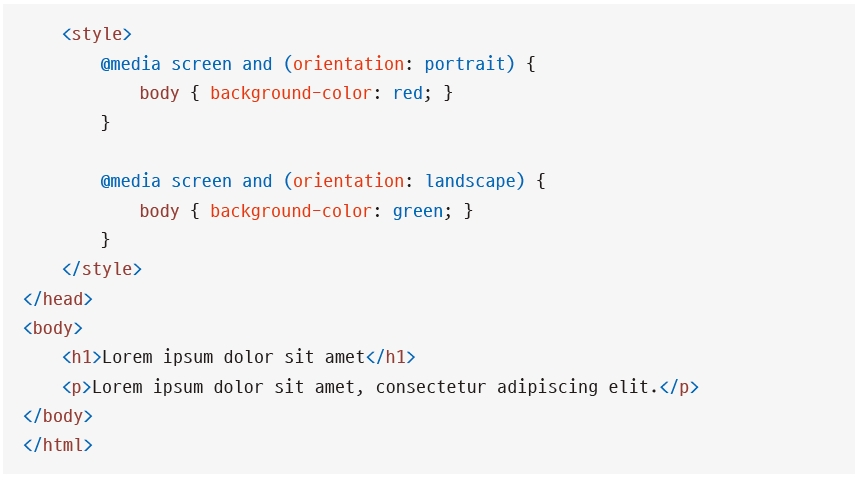 <style>
@media screen and (orientation: portrait) {
body { background-color: red; }
}
@media screen and (orientation: landscape) {
body { background-color: green; }
}
</style>
</head>
<body>
<h1>Lorem ipsum dolor sit amet</h1>
<p>Lorem ipsum dolor sit amet, consectetur adipiscing elit.</p>
</body>
</html>